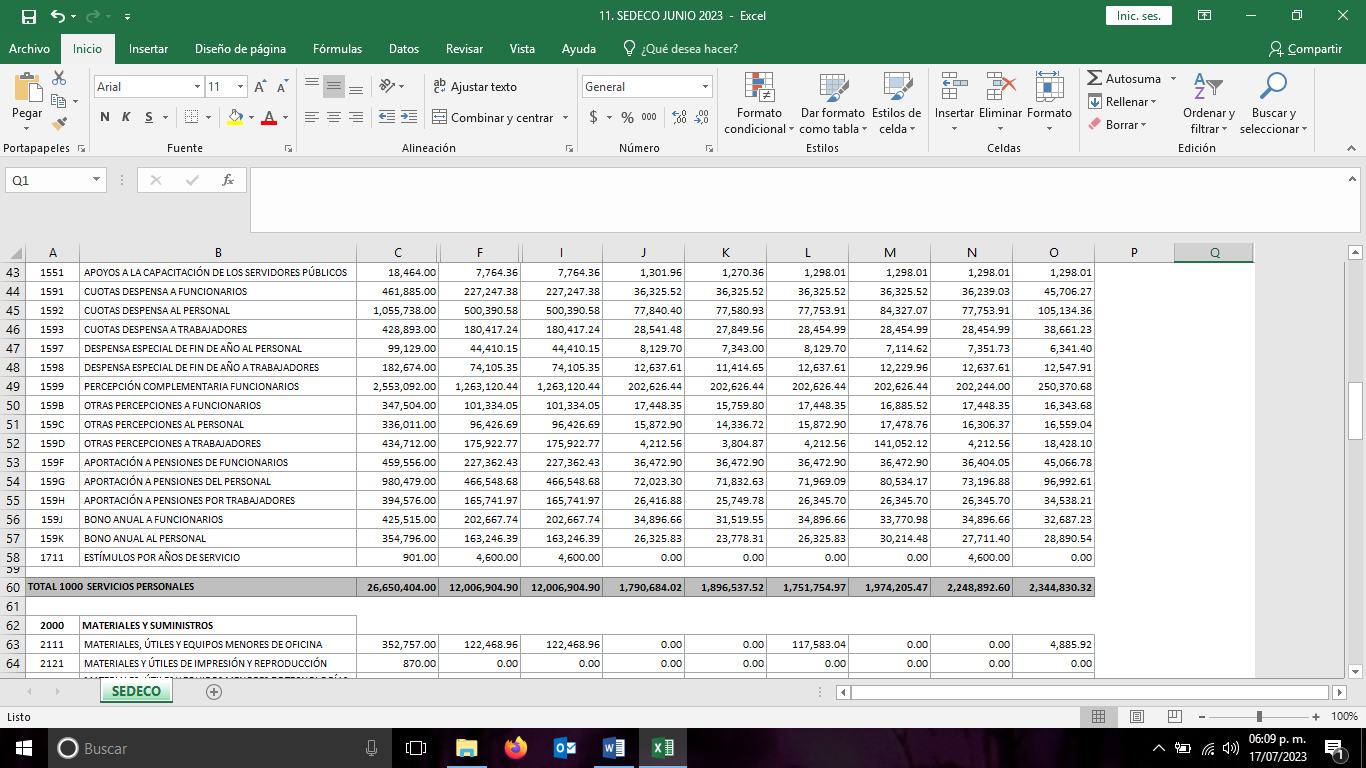 11. SEDECO JUNIO 2023 - Excel
Inic. ses.
Archivo Inicio Insertar Diseño de página Fórmulas Datos Revisar Vista Ayuda ¿Qué desea hacer? Compartir
Pegar
Arial 11
N K S
Ajustar texto
Combinar y centrar
General
$ % 000
Formato condicional
Dar formato como tabla
Estilos de celda
Insertar Eliminar Formato
Autosuma
Rellenar
Borrar
Ordenar y filtrar
Buscar y seleccionar
Portapapeles Fuente Alineación Número Estilos Celdas Edición
Q1 fx
A B C F I J K L M N O P Q
43 1551 APOYOS A LA CAPACITACIÓN DE LOS SERVIDORES PÚBLICOS 18,464.00 7,764.36 7,764.36 1,301.96 1,270.36 1,298.01 1,298.01 1,298.01 1,298.01
44 1591 CUOTAS DESPENSA A FUNCIONARIOS 461,885.00 227,247.38 227,247.38 36,325.52 36,325.52 36,325.52 36,325.52 36,239.03 45,706.27
45 1592 CUOTAS DESPENSA AL PERSONAL 1,055,738.00 500,390.58 500,390.58 77,840.40 77,580.93 77,753.91 84,327.07 77,753.91 105,134.36
46 1593 CUOTAS DESPENSA A TRABAJADORES 428,893.00 180,417.24 180,417.24 28,541.48 27,849.56 28,454.99 28,454.99 28,454.99 38,661.23
47 1597 DESPENSA ESPECIAL DE FIN DE AÑO AL PERSONAL 99,129.00 44,410.15 44,410.15 8,129.70 7,343.00 8,129.70 7,114.62 7,351.73 6,341.40
48 1598 DESPENSA ESPECIAL DE FIN DE AÑO A TRABAJADORES 182,674.00 74,105.35 74,105.35 12,637.61 11,414.65 12,637.61 12,229.96 12,637.61 12,547.91
49 1599 PERCEPCIÓN COMPLEMENTARIA FUNCIONARIOS 2,553,092.00 1,263,120.44 1,263,120.44 202,626.44 202,626.44 202,626.44 202,626.44 202,244.00 250,370.68
50 159B OTRAS PERCEPCIONES A FUNCIONARIOS 347,504.00 101,334.05 101,334.05 17,448.35 15,759.80 17,448.35 16,885.52 17,448.35 16,343.68
51 159C OTRAS PERCEPCIONES AL PERSONAL 336,011.00 96,426.69 96,426.69 15,872.90 14,336.72 15,872.90 17,478.76 16,306.37 16,559.04
52 159D OTRAS PERCEPCIONES A TRABAJADORES 434,712.00 175,922.77 175,922.77 4,212.56 3,804.87 4,212.56 141,052.12 4,212.56 18,428.10
53 159F APORTACIÓN A PENSIONES DE FUNCIONARIOS 459,556.00 227,362.43 227,362.43 36,472.90 36,472.90 36,472.90 36,472.90 36,404.05 45,066.78
54 159G APORTACIÓN A PENSIONES DEL PERSONAL 980,479.00 466,548.68 466,548.68 72,023.30 71,832.63 71,969.09 80,534.17 73,196.88 96,992.61
55 159H APORTACIÓN A PENSIONES POR TRABAJADORES 394,576.00 165,741.97 165,741.97 26,416.88 25,749.78 26,345.70 26,345.70 26,345.70 34,538.21
56 159J BONO ANUAL A FUNCIONARIOS 425,515.00 202,667.74 202,667.74 34,896.66 31,519.55 34,896.66 33,770.98 34,896.66 32,687.23
57 159K BONO ANUAL AL PERSONAL 354,796.00 163,246.39 163,246.39 26,325.83 23,778.31 26,325.83 30,214.48 27,711.40 28,890.54
58 1711 ESTÍMULOS POR AÑOS DE SERVICIO 901.00 4,600.00 4,600.00 0.00 0.00 0.00 0.00 4,600.00 0.00
59
60 TOTAL 1000 SERVICIOS PERSONALES 26,650,404.00 12,006,904.90 12,006,904.90 1,790,684.02 1,896,537.52 1,751,754.97 1,974,205.47 2,248,892.60 2,344,830.32
61
62 2000 MATERIALES Y SUMINISTROS
63 2111 MATERIALES, ÚTILES Y EQUIPOS MENORES DE OFICINA 352,757.00 122,468.96 122,468.96 0.00 0.00 117,583.04 0.00 0.00 4,885.92
64 2121 MATERIALES Y ÚTILES DE IMPRESIÓN Y REPRODUCCIÓN 870.00 0.00 0.00 0.00 0.00 0.00 0.00 0.00 0.00
SEDECO
Listo 100%
Buscar
06:09 p. m.
17/07/2023
1